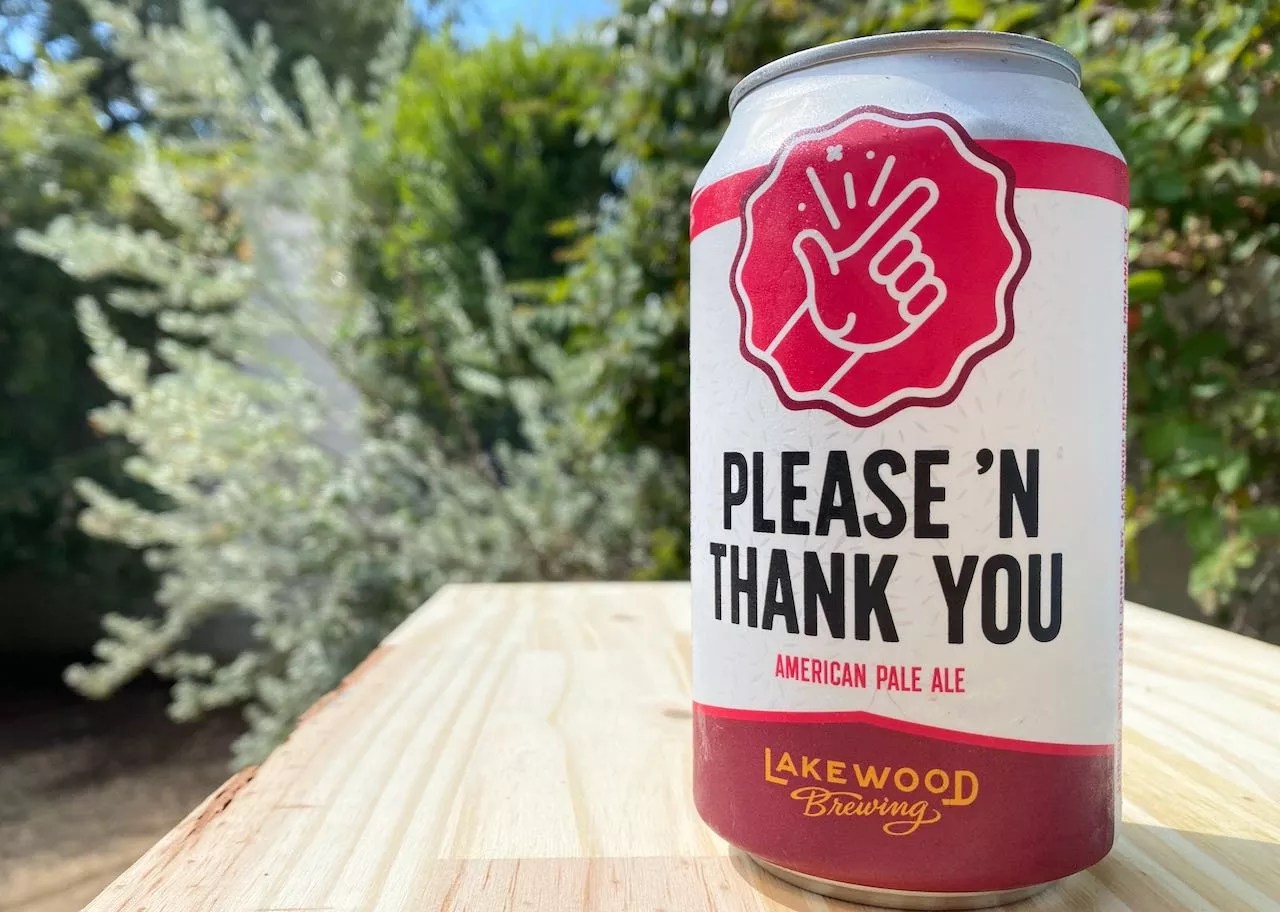 PLEASE 'N
THANK YOU
AMERICAN PALE ALE
LAKEWOOD
Brewing